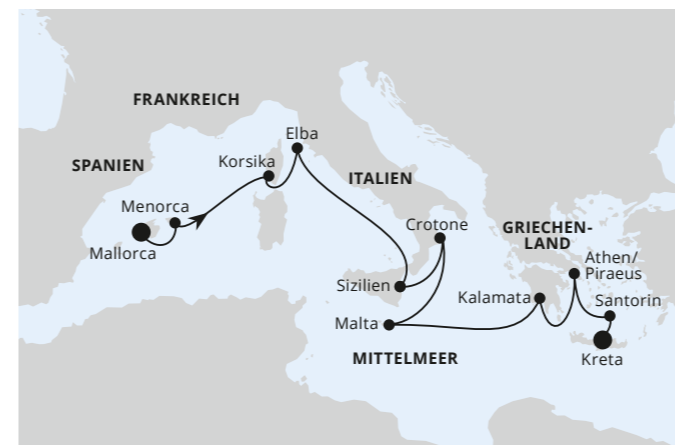 FRANKREICH
Elba
SPANIEN
Korsika
ITALIEN
Menorca
Mallorca
Crotone
GRIECHEN-
LAND
Athen/
Piraeus
Sizilien
Kalamata
Santorin
Malta
MITTELMEER
Kreta